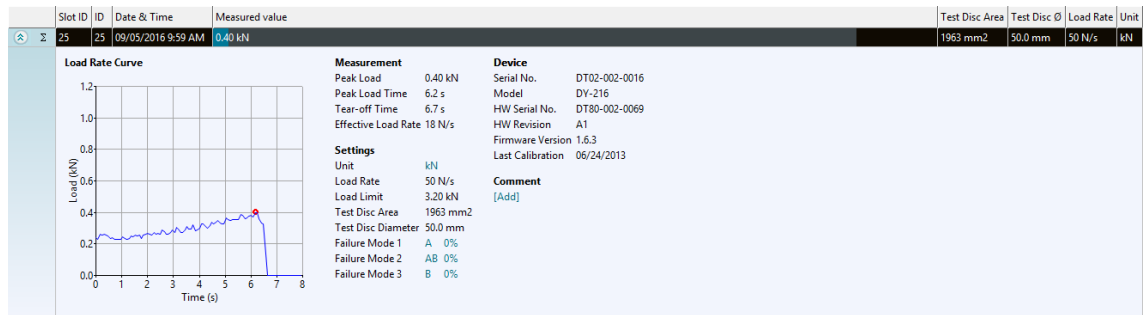 Slot ID ID Date & Time Measured value Test Disc Area Test Disc Ø Load Rate Unit
Σ 25 25 09/05/2016 9:59 AM 0.40 kN 1963 mm2 50.0 mm 50 N/s kN
Load Rate Curve
Load (kN)
1.2
1.0
0.8
0.6
0.4
0.2
0.0
0 1 2 3 4 5 6 7 8
Time (s)
Measurement
Peak Load 0.40 kN
Peak Load Time 6.2 s
Tear-off Time 6.7 s
Effective Load Rate 18 N/s
Settings
Unit kN
Load Rate 50 N/s
Load Limit 3.20 kN
Test Disc Area 1963 mm2
Test Disc Diameter 50.0 mm
Failure Mode 1 A 0%
Failure Mode 2 AB 0%
Failure Mode 3 B 0%
Device
Serial No. DT02-002-0016
Model DY-216
HW Serial No. DT80-002-0069
HW Revision A1
Firmware Version 1.6.3
Last Calibration 06/24/2013
Comment
[Add]